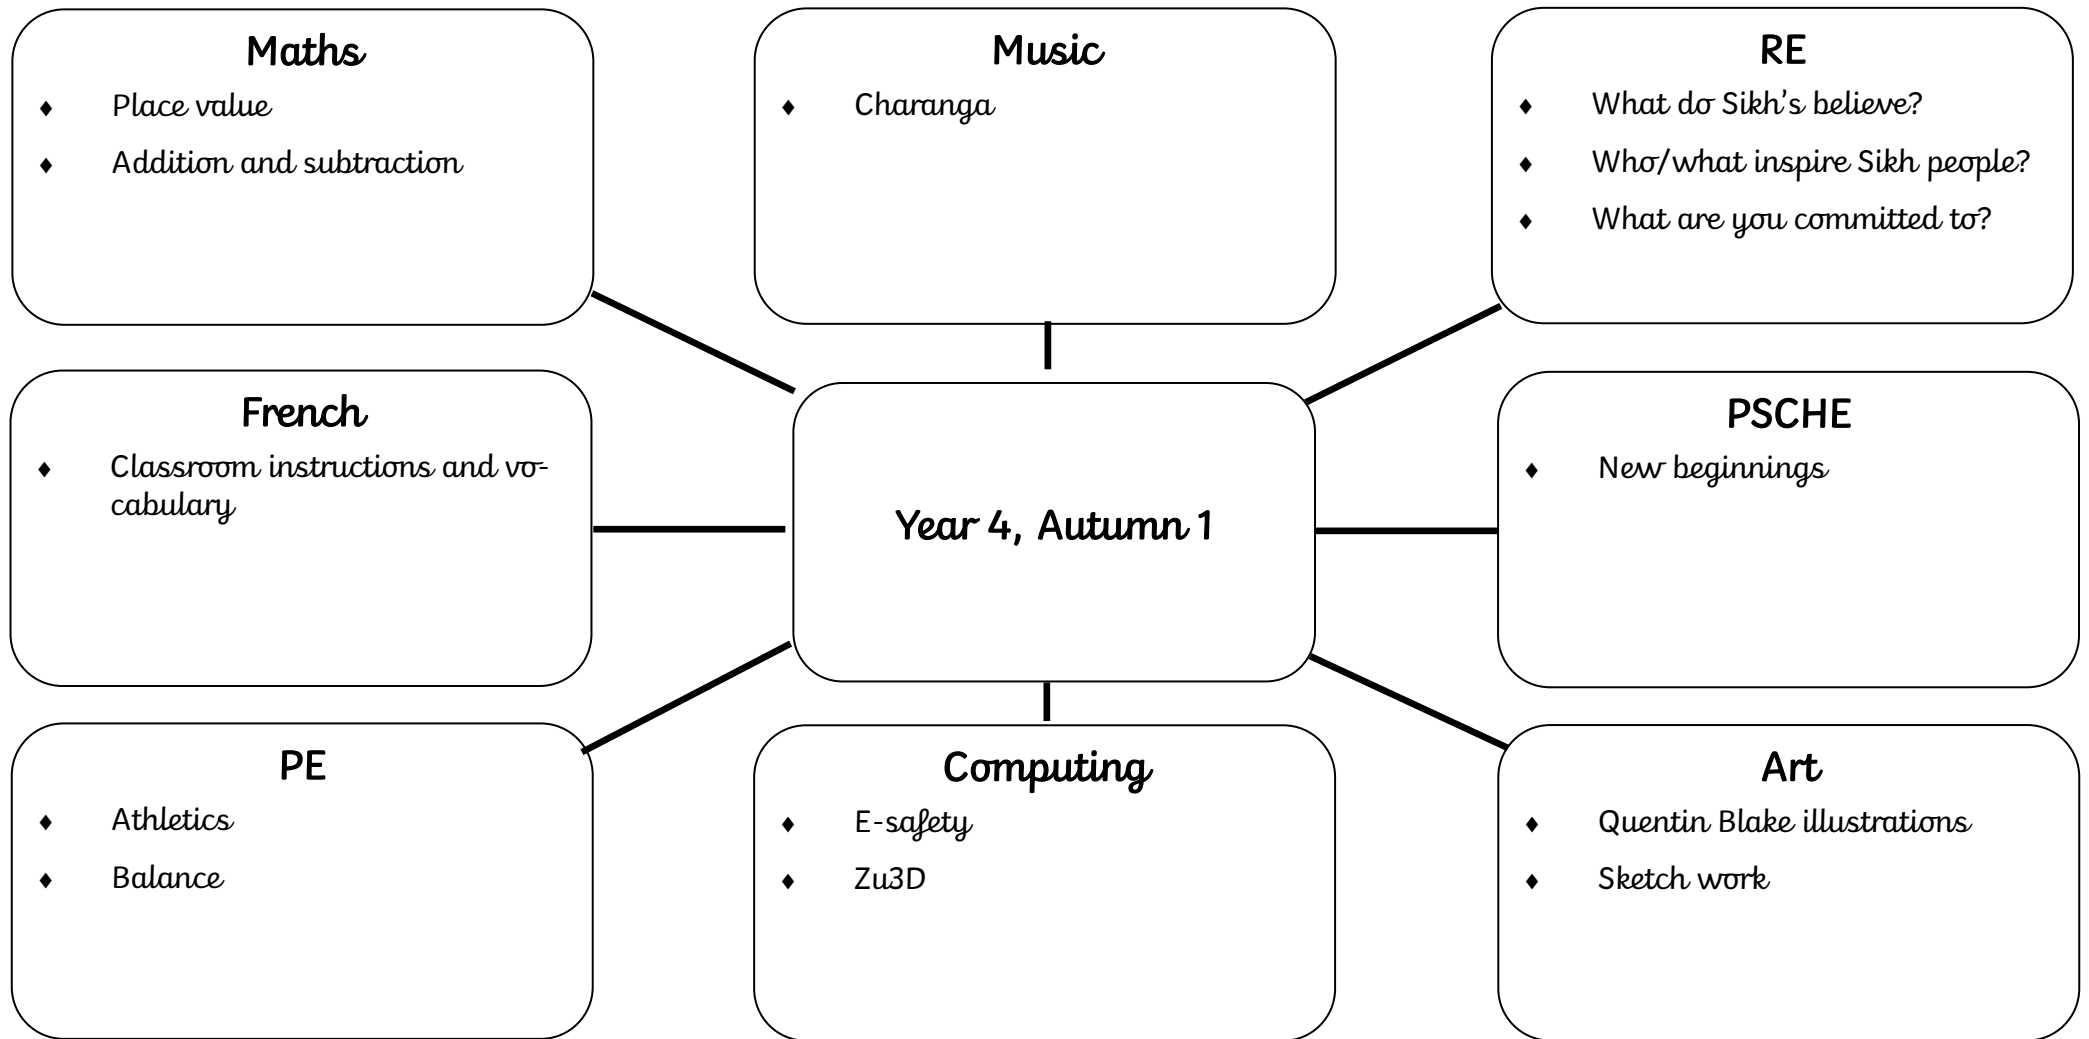 Maths
♦ Place value
♦ Addition and subtraction
Music
♦ Charanga
RE
♦ What do Sikh’s believe?
♦ Who/what inspire Sikh people?
♦ What are you committed to?
French
♦ Classroom instructions and vo-
cabulary
Year 4, Autumn 1
PSCHE
♦ New beginnings
PE
♦ Athletics
♦ Balance
Computing
♦ E-safety
♦ Zu3D
Art
♦ Quentin Blake illustrations
♦ Sketch work